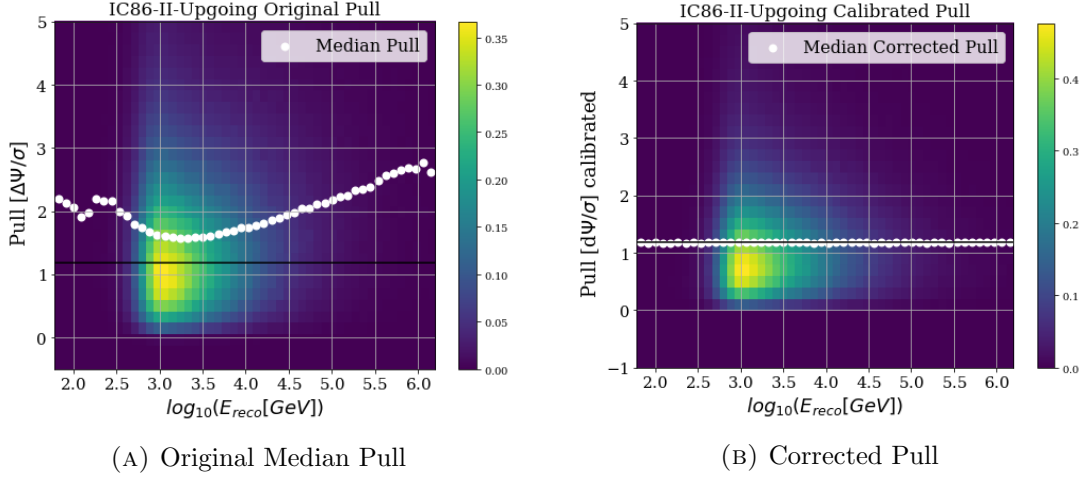 IC86-II-Upgoing Original Pull
Median Pull
Pull [ΔΨ/σ]
5
4
3
2
1
0
2.0 2.5 3.0 3.5 4.0 4.5 5.0 5.5 6.0
log10(Ereco[GeV])
0.35
0.30
0.25
0.20
0.15
0.10
0.05
0.00
(A) Original Median Pull
IC86-II-Upgoing Calibrated Pull
Median Corrected Pull
Pull [dΨ/σ] calibrated
5
4
3
2
1
0
−1
2.0 2.5 3.0 3.5 4.0 4.5 5.0 5.5 6.0
log10(Ereco[GeV])
0.4
0.3
0.2
0.1
0.0
(B) Corrected Pull